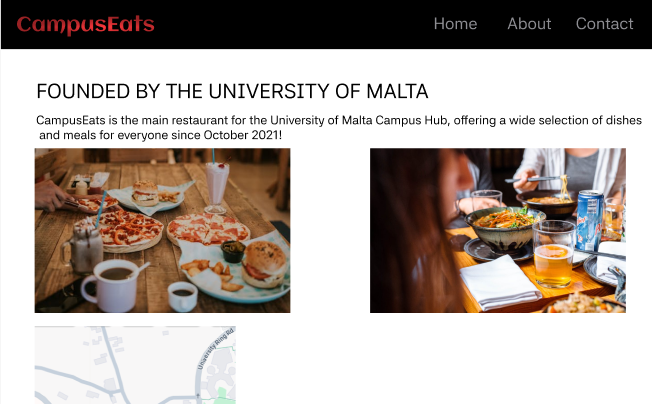 CampusEats
Home About Contact
FOUNDED BY THE UNIVERSITY OF MALTA
CampusEats is the main restaurant for the University of Malta Campus Hub, offering a wide selection of dishes
and meals for everyone since October 2021!
University Ring Rd.